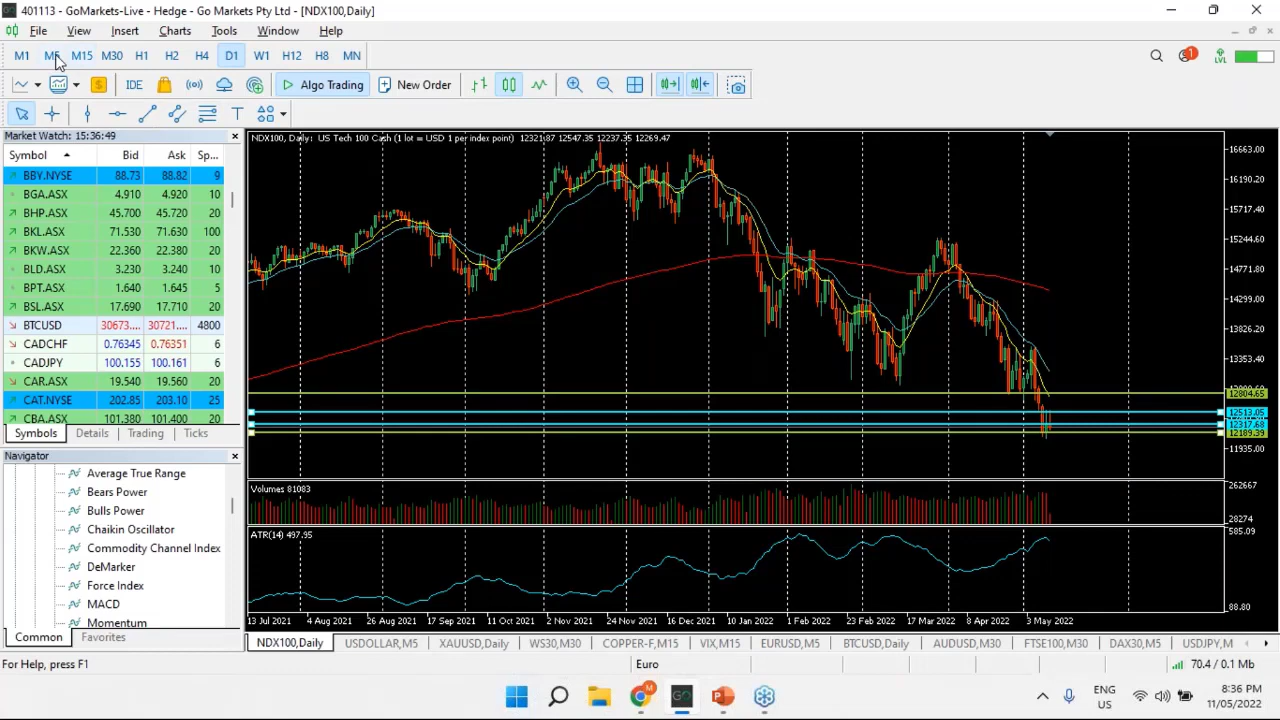 401113 - GoMarkets-Live - Hedge - Go Markets Pty Ltd - [NDX100,Daily]
File View Insert Charts Tools Window Help
M1 M5 M15 M30 H1 H2 H4 D1 W1 H12 H8 MN
1 LVL
IDE Algo Trading New Order
Market Watch: 15:36:49
Symbol Bid Ask Sp...
BBY.NYSE 88.73 88.82 9
BGA.ASX 4.910 4.920 10
BHP.ASX 45.700 45.720 20
BKL.ASX 71.530 71.630 100
BKW.ASX 22.360 22.380 20
BLD.ASX 3.230 3.240 10
BPT.ASX 1.640 1.645 5
BSL.ASX 17.690 17.710 20
BTCUSD 30673.... 30721.... 4800
CADCHF 0.76345 0.76351 6
CADJPY 100.155 100.161 6
CAR.ASX 19.540 19.560 20
CAT.NYSE 202.85 203.10 25
CBA.ASX 101.380 101.400 20
Symbols Details Trading Ticks
Navigator
Average True Range
Bears Power
Bulls Power
Chaikin Oscillator
Commodity Channel Index
DeMarker
Force Index
MACD
Momentum
Common Favorites
NDX100, Daily: US Tech 100 Cash (1 lot = USD 1 per index point) 12321.87 12547.35 12237.35 12269.47
16663.00
16190.20
15717.40
15244.60
14771.80
14299.00
13826.20
13353.40
12804.65
12513.05
12317.68
12189.39
11935.00
Volumes 81083
262667
28274
ATR(14) 497.95
585.09
88.80
13 Jul 2021 4 Aug 2021 26 Aug 2021 17 Sep 2021 11 Oct 2021 2 Nov 2021 24 Nov 2021 16 Dec 2021 10 Jan 2022 1 Feb 2022 23 Feb 2022 17 Mar 2022 8 Apr 2022 3 May 2022
NDX100,Daily USDOLLAR,M5 XAUUSD,Daily WS30,M30 COPPER-F,M15 VIX,M15 EURUSD,M5 BTCUSD,Daily AUDUSD,M30 FTSE100,M30 DAX30,M5 USDJPY,M
For Help, press F1 Euro 70.4 / 0.1 Mb
GO
ENG
US
8:36 PM
11/05/2022